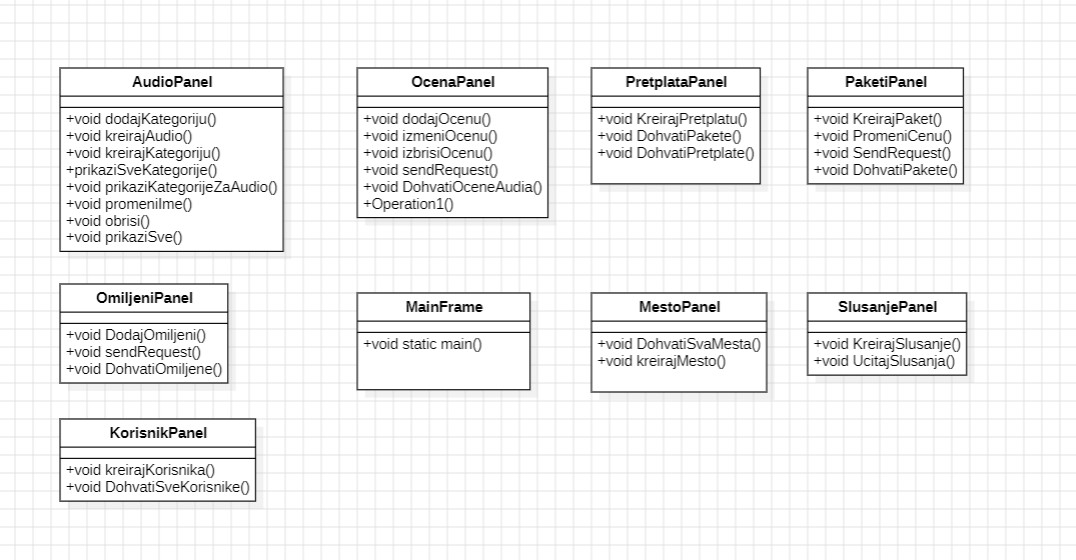 AudioPanel
+void dodajKategoriju()
+void kreirajAudio()
+void kreirajKategoriju()
+prikaziSveKategorije()
+void prikaziKategorijeZaAudio()
+void promeniIme()
+void obrisi()
+void prikaziSve()
OcenaPanel
+void dodajOcenu()
+void izmeniOcenu()
+void izbrisiOcenu()
+void sendRequest()
+void DohvatiOceneAudia()
+Operation1()
PretplataPanel
+void KreirajPretplatu()
+void DohvatiPakete()
+void DohvatiPretplate()
PaketiPanel
+void KreirajPaket()
+void PromeniCenu()
+void SendRequest()
+void DohvatiPakete()
OmiljeniPanel
+void DodajOmiljeni()
+void sendRequest()
+void DohvatiOmiljene()
MainFrame
+void static main()
MestoPanel
+void DohvatiSvaMesta()
+void kreirajMesto()
SlusanjePanel
+void KreirajSlusanje()
+void UcitajSlusanja()
KorisnikPanel
+void kreirajKorisnika()
+void DohvatiSveKorisnike()